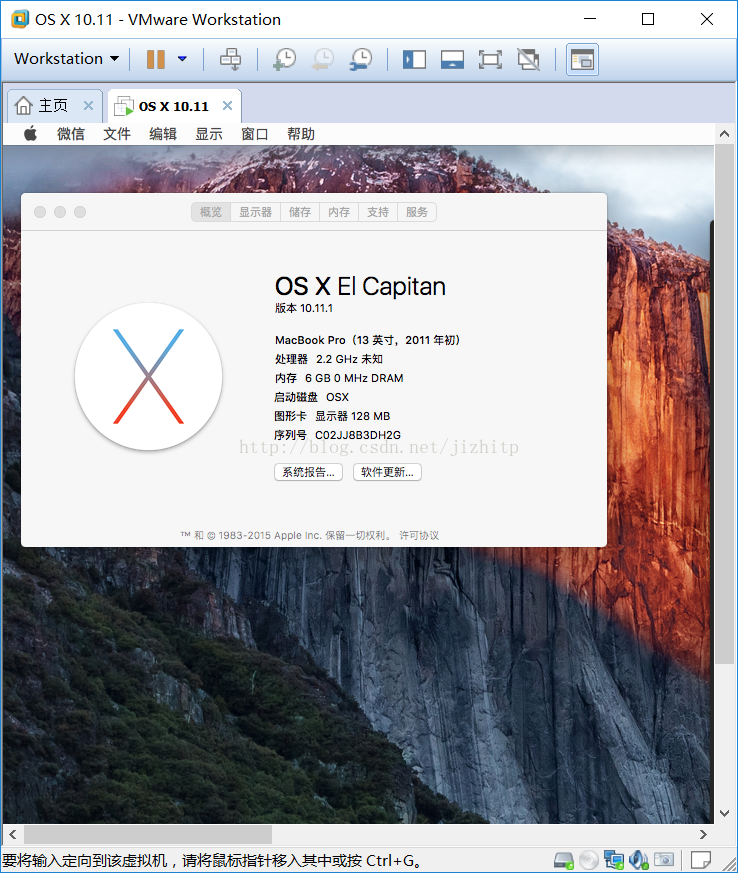 OS X 10.11 - VMware Workstation
Workstation
主页 OS X 10.11
微信 文件 编辑 显示 窗口 帮助
概览 显示器 储存 内存 支持 服务
OS X El Capitan
版本 10.11.1
MacBook Pro（13 英寸，2011 年初）
处理器 2.2 GHz 未知
内存 6 GB 0 MHz DRAM
启动磁盘 OSX
图形卡 显示器 128 MB
序列号 C02JJ8B3DH2G
http://blog.csdn.net/jizhitp
系统报告... 软件更新...
™ 和 © 1983-2015 Apple Inc. 保留一切权利。 许可协议
要将输入定向到该虚拟机，请将鼠标指针移入其中或按 Ctrl+G。